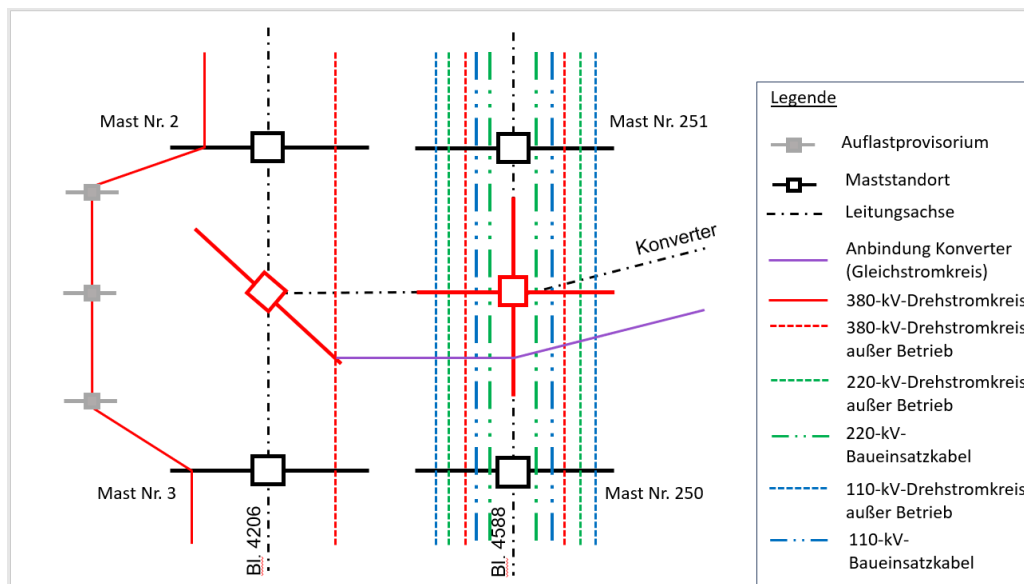 Mast Nr. 2
Mast Nr. 251
Konverter
Mast Nr. 3
Mast Nr. 250
Bl. 4206
Bl. 4588
Legende
Auflastprovisorium
Maststandort
Leitungsachse
Anbindung Konverter
(Gleichstromkreis)
380-kV-Drehstromkreis
380-kV-Drehstromkreis
außer Betrieb
220-kV-Drehstromkreis
außer Betrieb
220-kV-
Baueinsatzkabel
110-kV-Drehstromkreis
außer Betrieb
110-kV-
Baueinsatzkabel